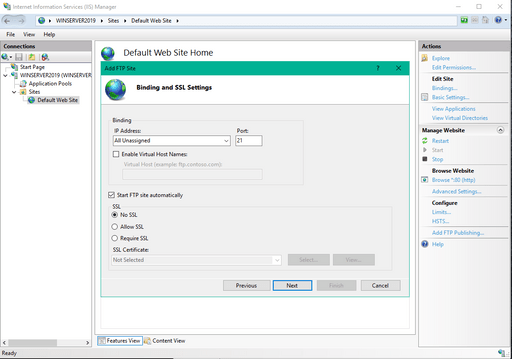 Internet Information Services (IIS) Manager
WINSERVER2019 Sites Default Web Site
File View Help
Connections
Start Page
WINSERVER2019 (WINSERVER
Application Pools
Sites
Default Web Site
Default Web Site Home
Add FTP Site
? ×
Binding and SSL Settings
Binding
IP Address: Port:
All Unassigned 21
Enable Virtual Host Names:
Virtual Host (example: ftp.contoso.com):
Start FTP site automatically
SSL
No SSL
Allow SSL
Require SSL
SSL Certificate:
Not Selected Select... View...
Previous Next Finish Cancel
Features View Content View
Ready
Actions
Explore
Edit Permissions...
Edit Site
Bindings...
Basic Settings...
View Applications
View Virtual Directories
Manage Website
Restart
Start
Stop
Browse Website
Browse *:80 (http)
Advanced Settings...
Configure
Limits...
HSTS...
Add FTP Publishing...
Help